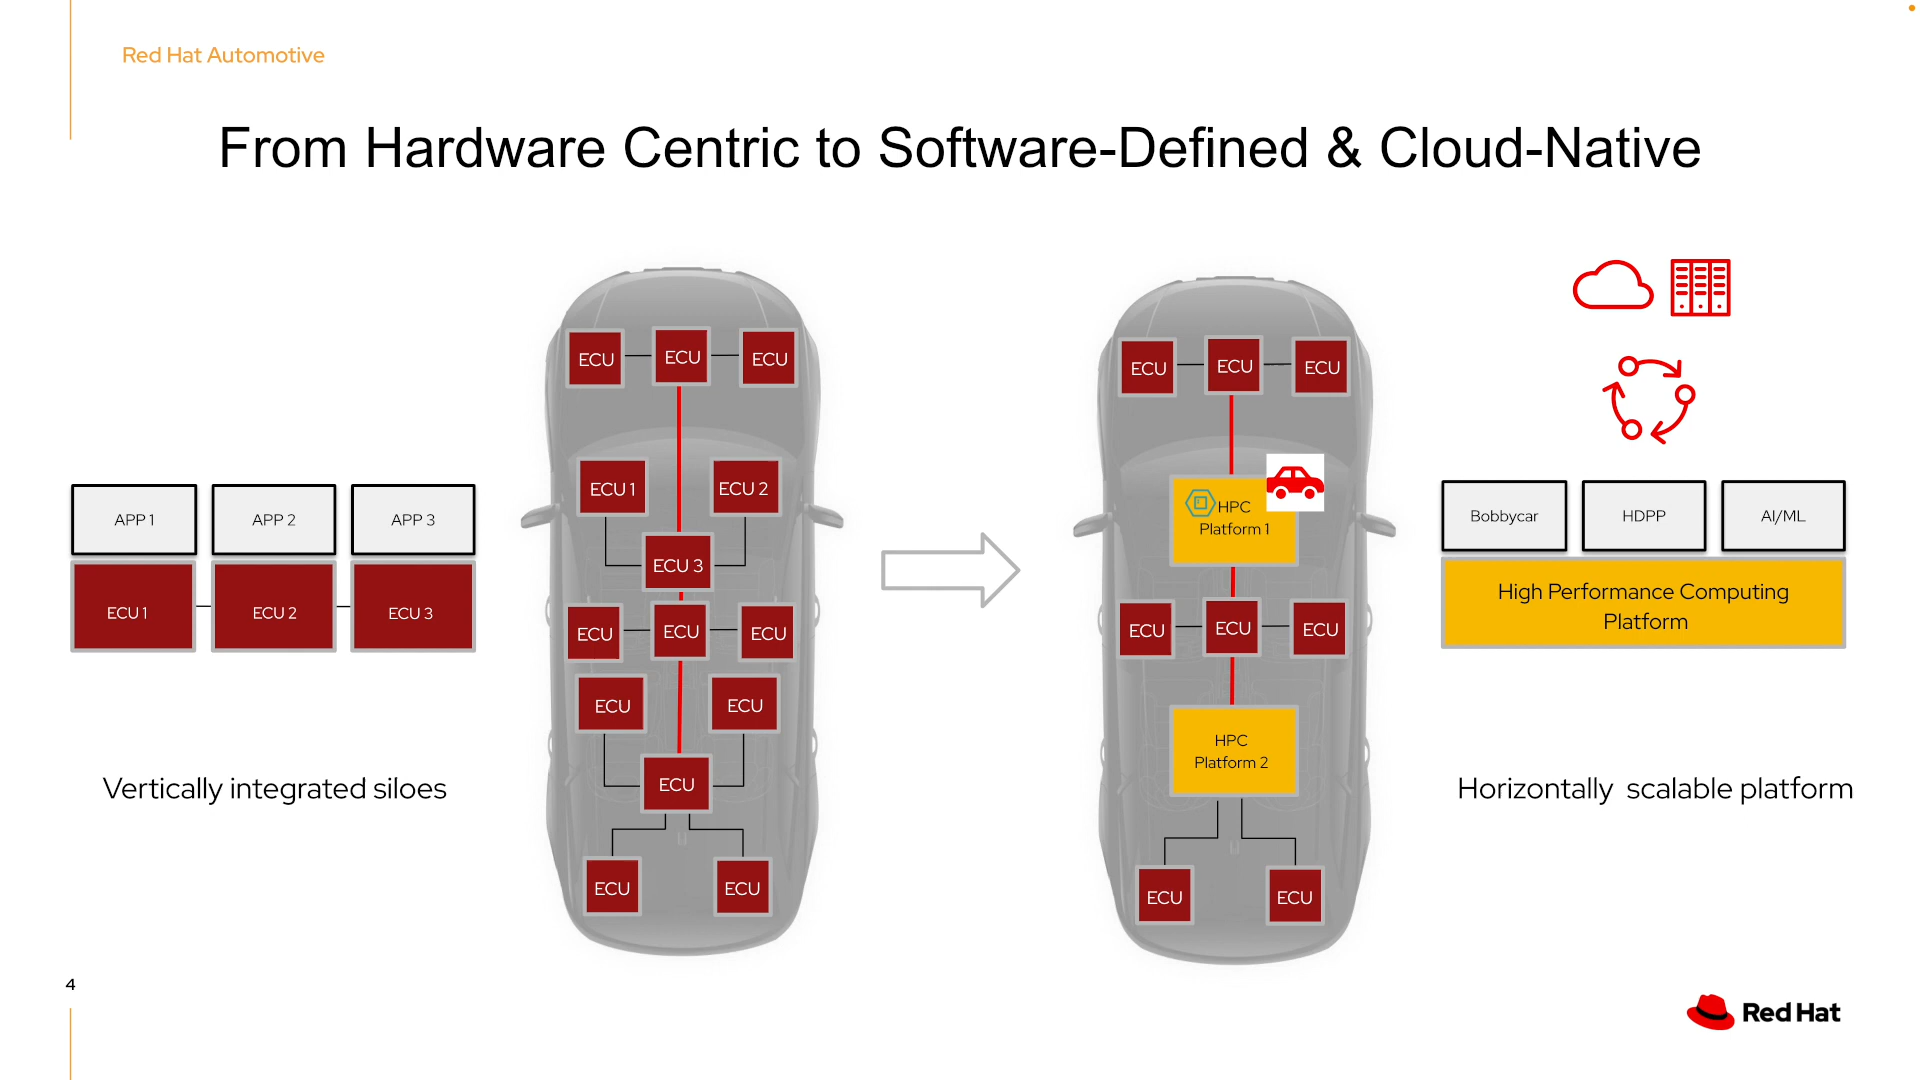 Red Hat Automotive
From Hardware Centric to Software-Defined & Cloud-Native
APP 1
APP 2
APP 3
ECU 1
ECU 2
ECU 3
Vertically integrated siloes
ECU
ECU
ECU
ECU 1
ECU 2
ECU 3
ECU
ECU
ECU
ECU
ECU
ECU
ECU
ECU
ECU
ECU
ECU
HPC
Platform 1
ECU
ECU
ECU
HPC
Platform 2
ECU
ECU
Bobbycar
HDPP
AI/ML
High Performance Computing
Platform
Horizontally  scalable platform
4
Red Hat